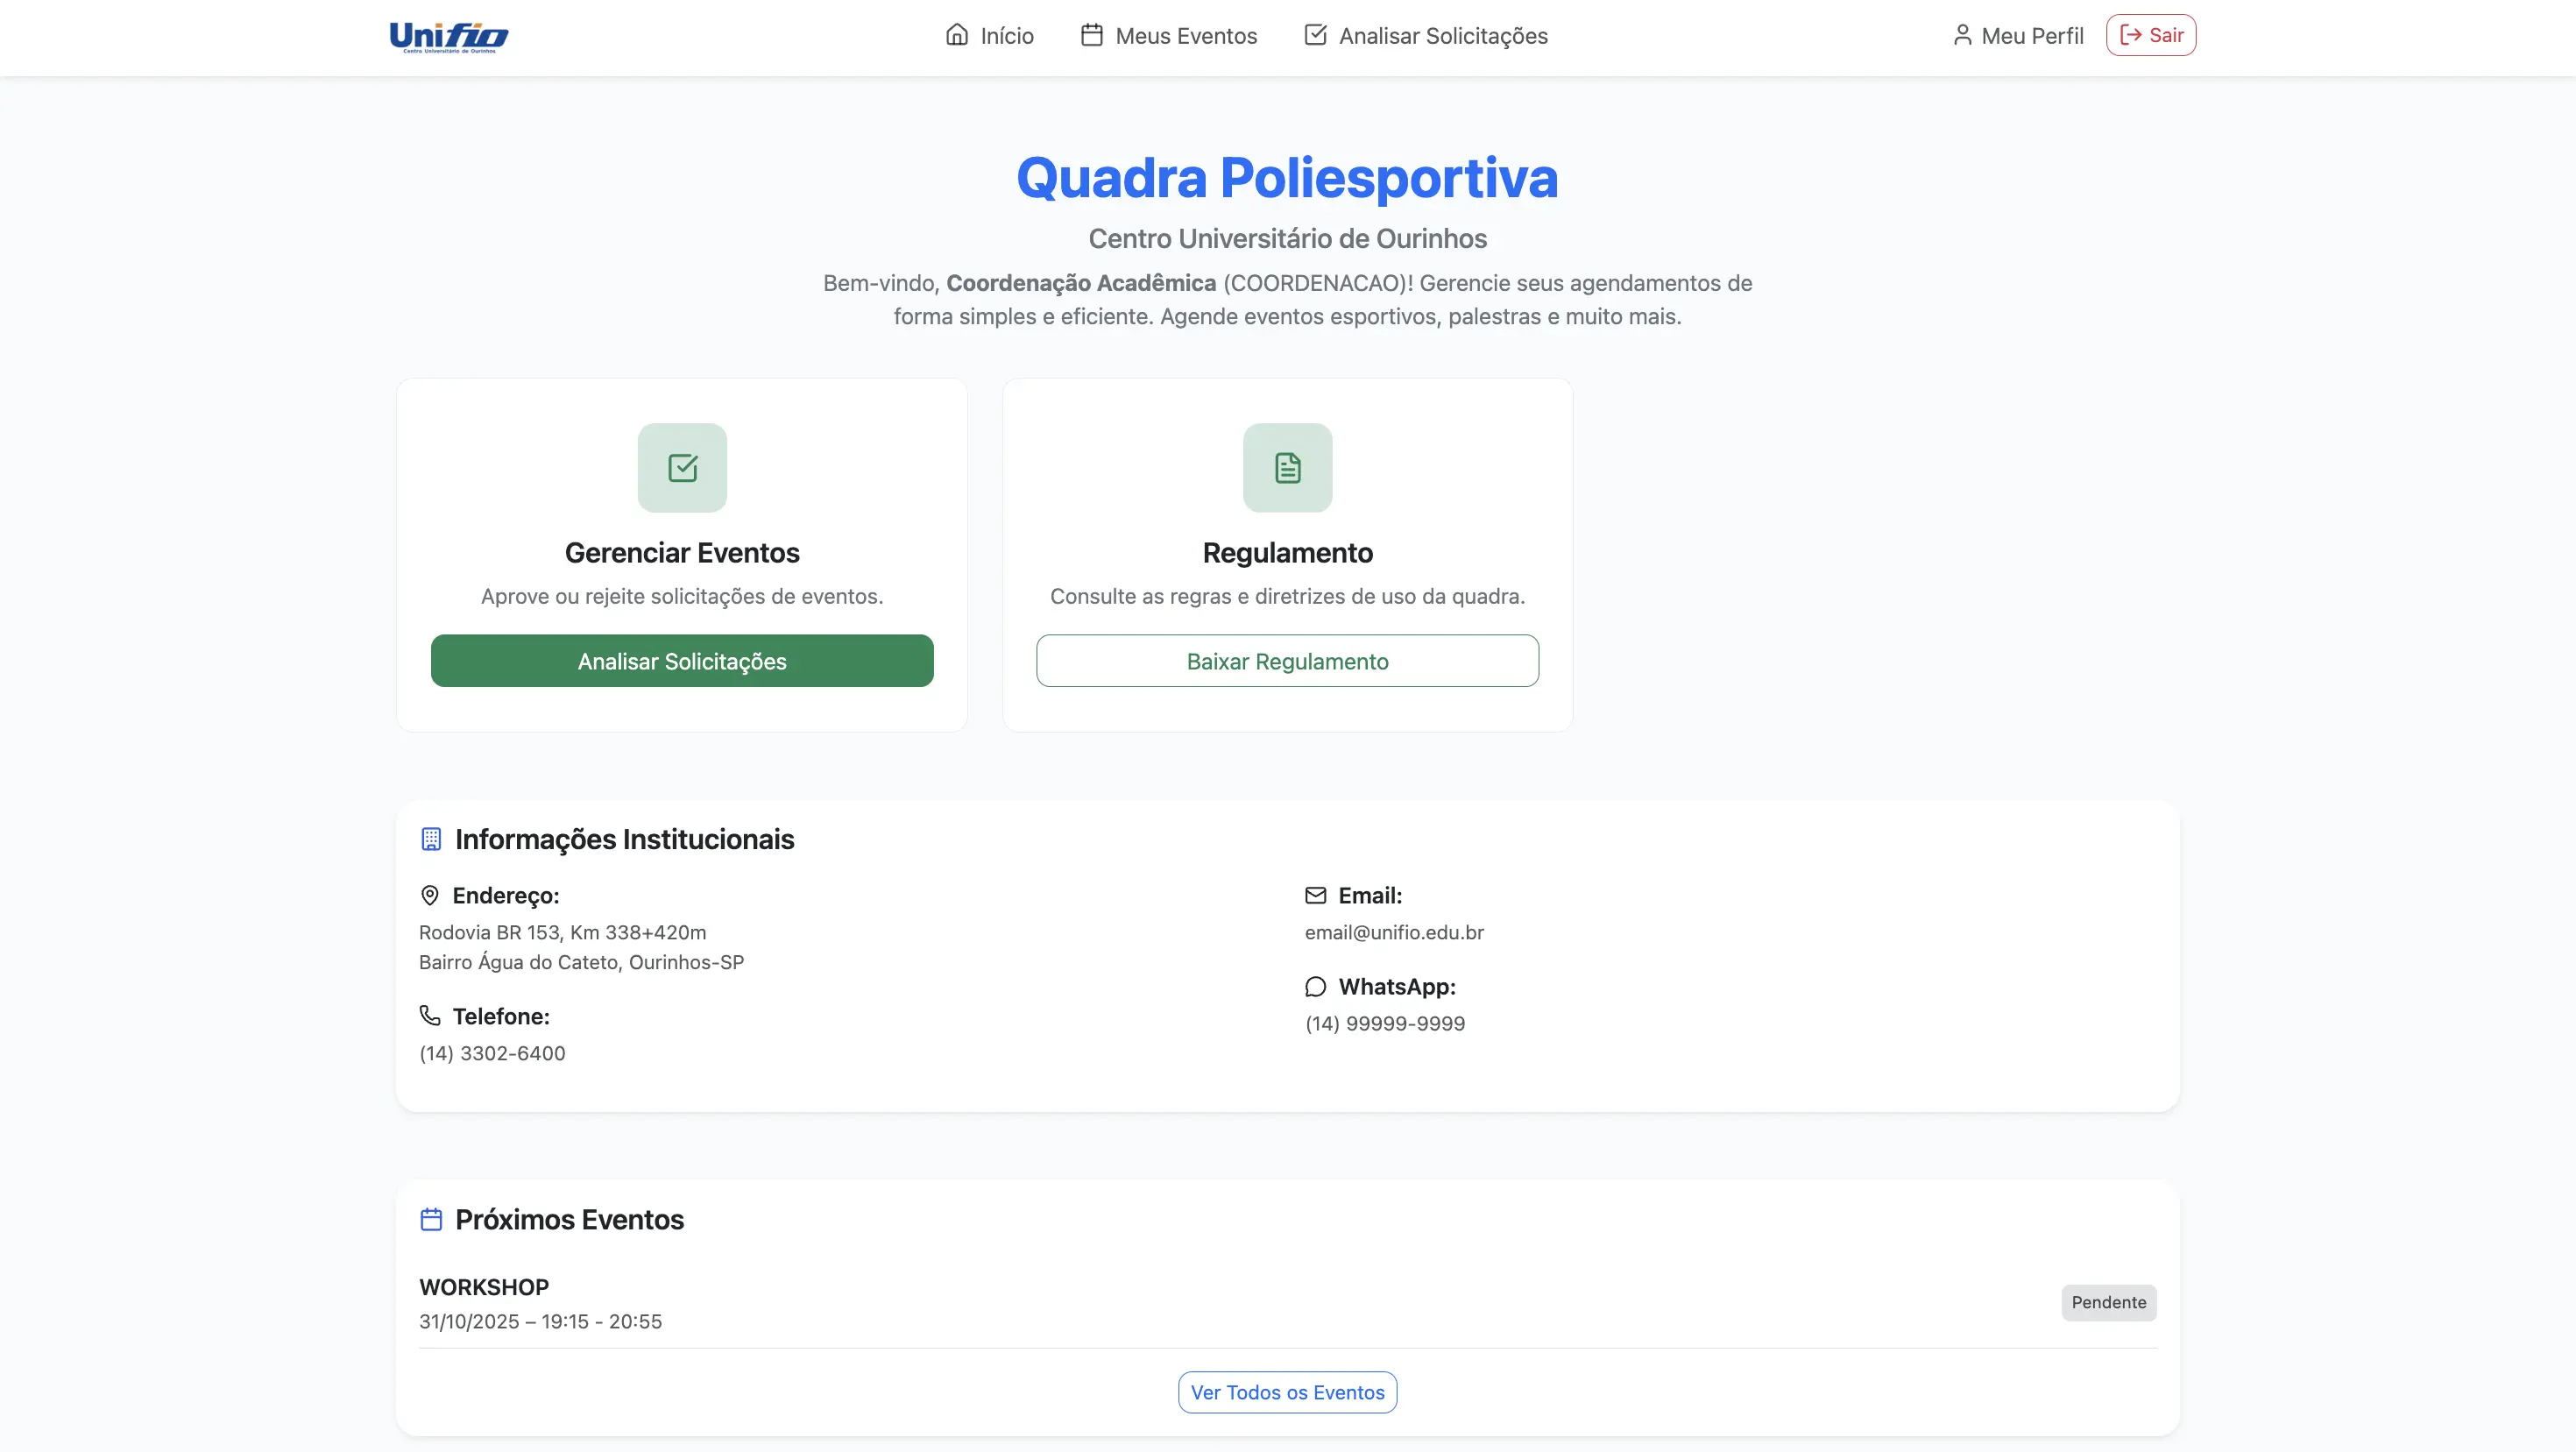 Unifio
Centro Universitário de Ourinhos
Início
Meus Eventos
Analisar Solicitações
Meu Perfil
Sair
Quadra Poliesportiva
Centro Universitário de Ourinhos
Bem-vindo, Coordenação Acadêmica (COORDENACAO)! Gerencie seus agendamentos de
forma simples e eficiente. Agende eventos esportivos, palestras e muito mais.
Gerenciar Eventos
Aprove ou rejeite solicitações de eventos.
Analisar Solicitações
Regulamento
Consulte as regras e diretrizes de uso da quadra.
Baixar Regulamento
Informações Institucionais
Endereço:
Rodovia BR 153, Km 338+420m
Bairro Água do Cateto, Ourinhos-SP
Telefone:
(14) 3302-6400
Email:
email@unifio.edu.br
WhatsApp:
(14) 99999-9999
Próximos Eventos
WORKSHOP
31/10/2025 – 19:15 - 20:55
Pendente
Ver Todos os Eventos